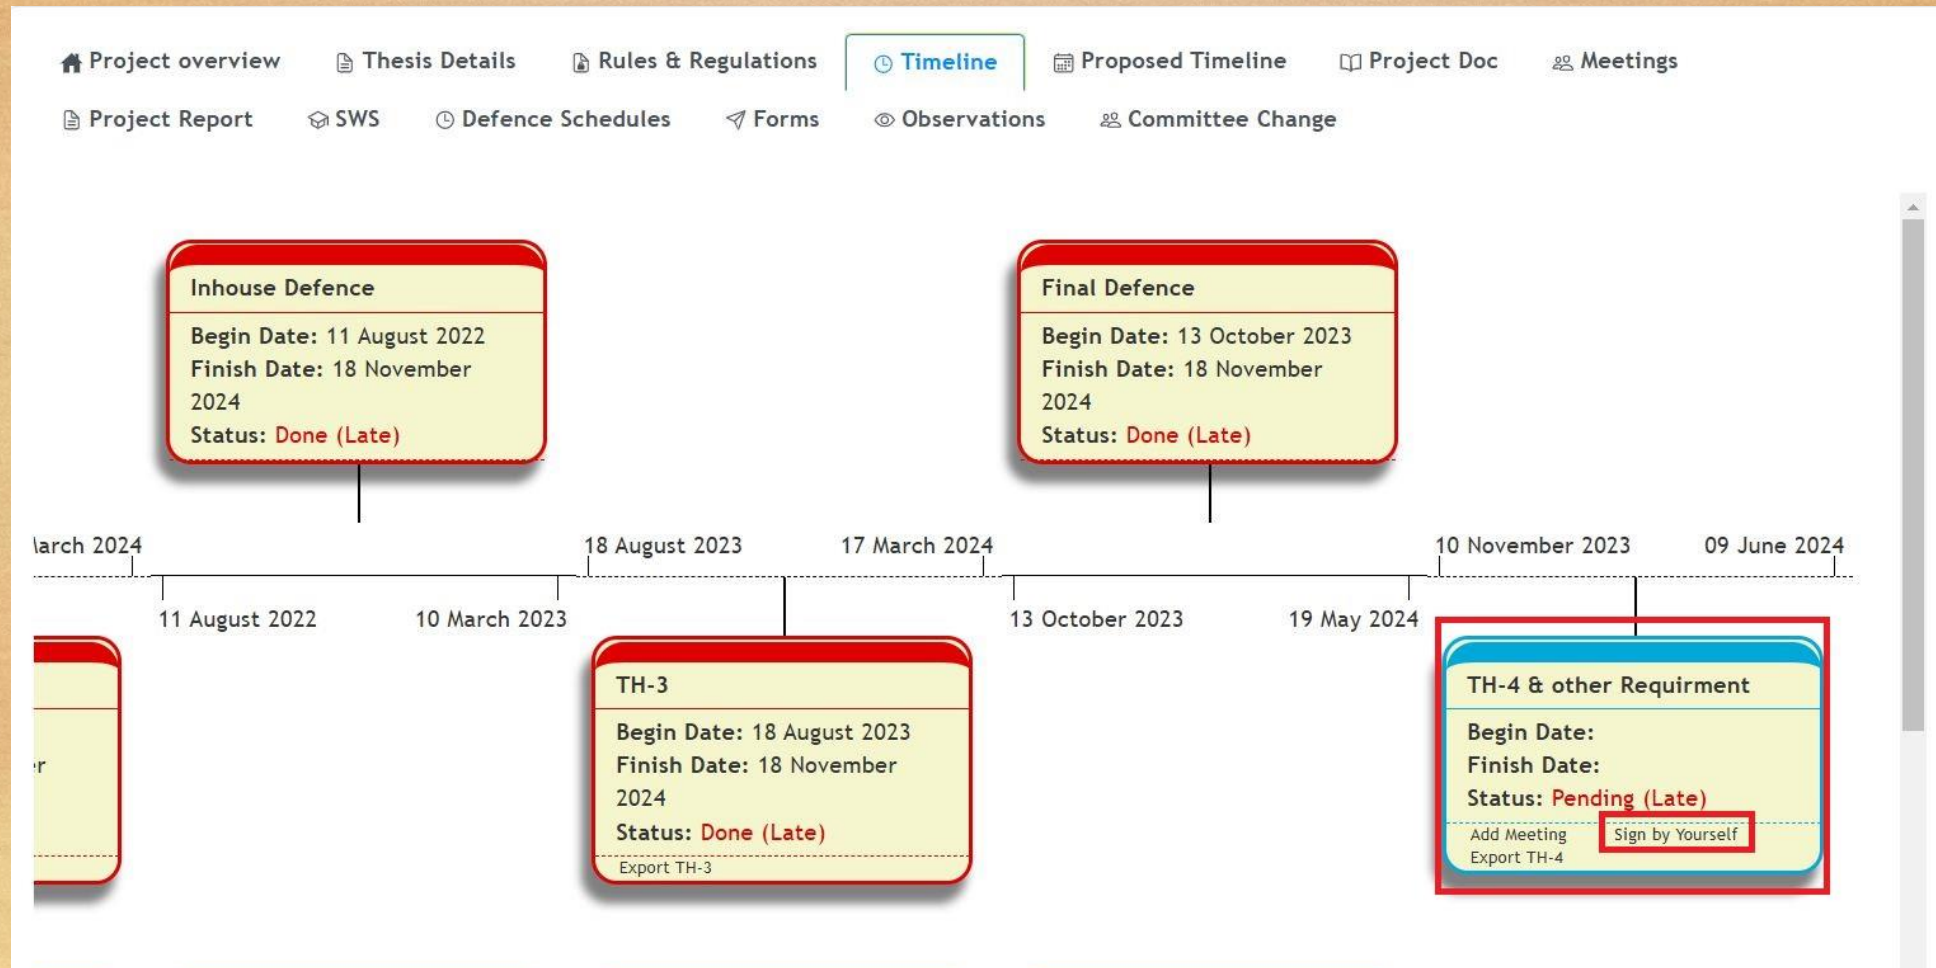 Project overview Thesis Details Rules & Regulations Timeline Proposed Timeline Project Doc Meetings
Project Report SWS Defence Schedules Forms Observations Committee Change
Inhouse Defence
Begin Date: 11 August 2022
Finish Date: 18 November
2024
Status: Done (Late)
Final Defence
Begin Date: 13 October 2023
Finish Date: 18 November
2024
Status: Done (Late)
2024 18 August 2023 17 March 2024 10 November 2023 09 June 2024
11 August 2022 10 March 2023 13 October 2023 19 May 2024
TH-3
Begin Date: 18 August 2023
Finish Date: 18 November
2024
Status: Done (Late)
Export TH-3
TH-4 & other Requirment
Begin Date:
Finish Date:
Status: Pending (Late)
Add Meeting Sign by Yourself
Export TH-4